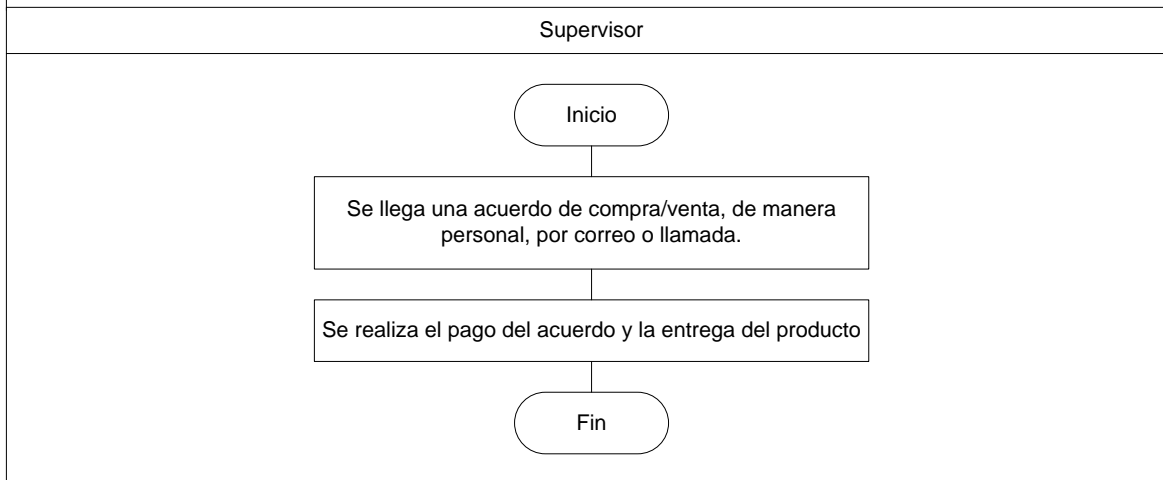 Supervisor
Inicio
Se llega una acuerdo de compra/venta, de manera
personal, por correo o llamada.
Se realiza el pago del acuerdo y la entrega del producto
Fin